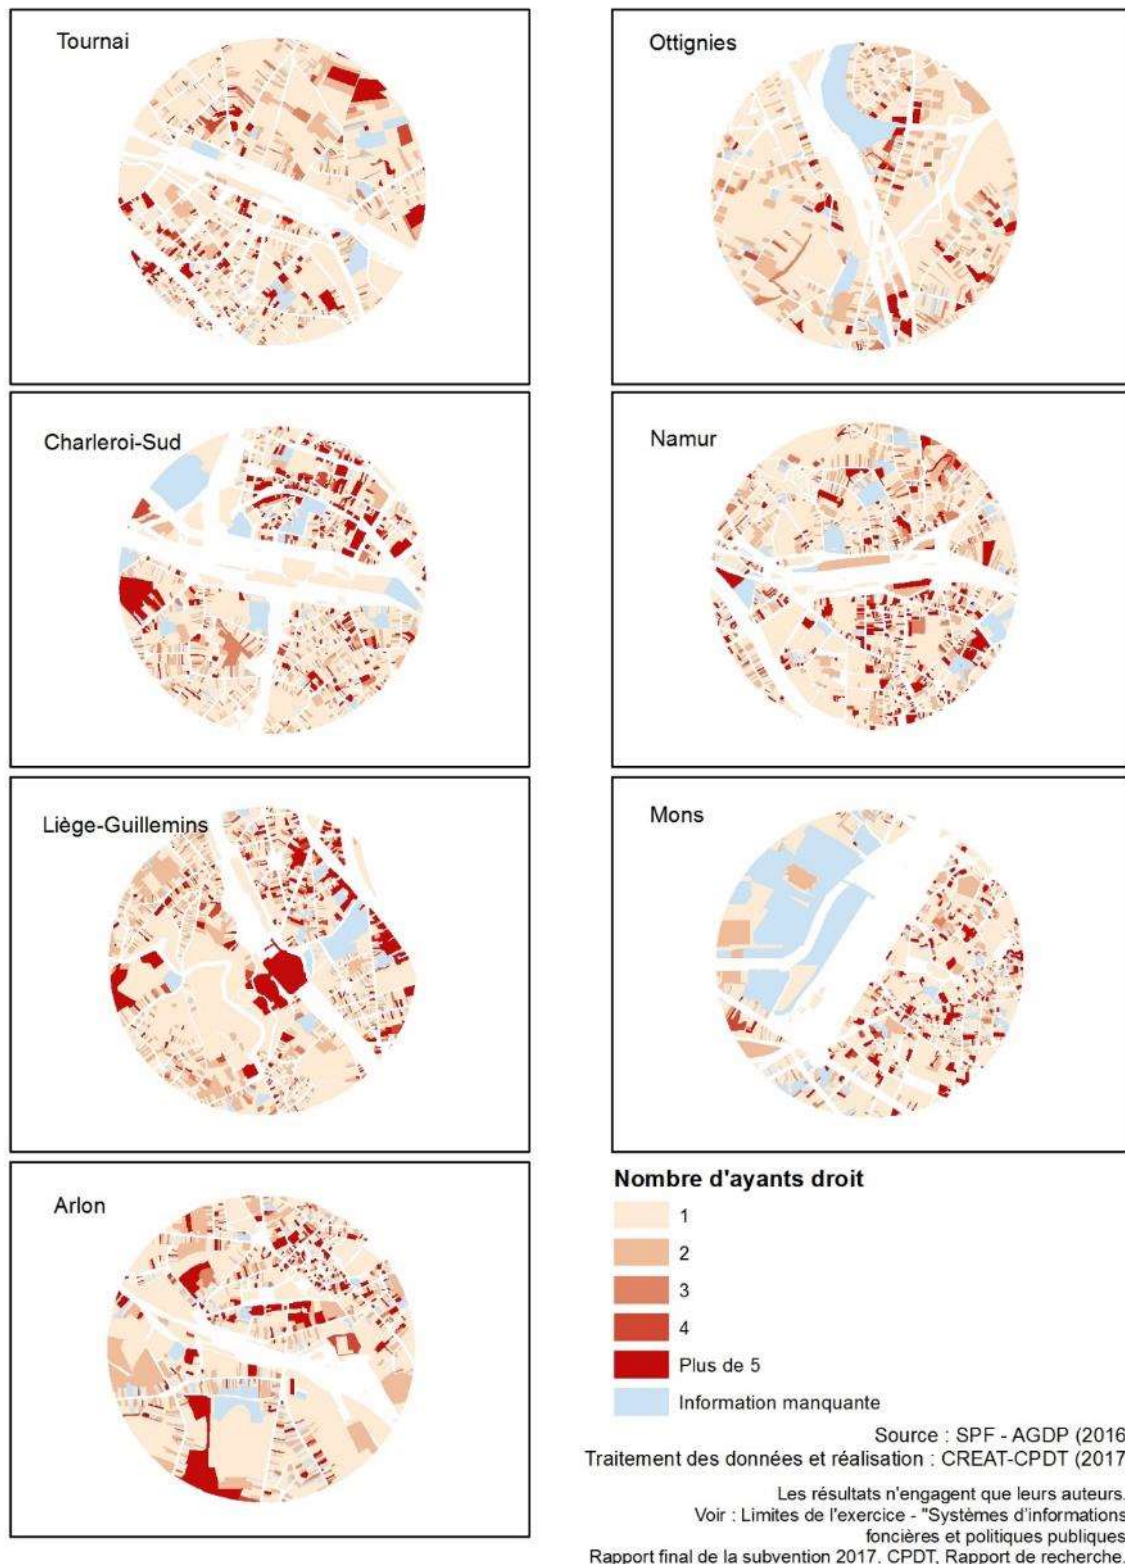 Tournai
Ottignies
Charleroi-Sud
Namur
Liège-Guillemins
Mons
Arlon
Nombre d'ayants droit
1
2
3
4
Plus de 5
Information manquante
Source : SPF - AGDP (2016
Traitement des données et réalisation : CREAT-CPDT (2017
Les résultats n'engagent que leurs auteurs.
Voir : Limites de l'exercice - "Systèmes d'informations
foncières et politiques publiques
Rapport final de la subvention 2017. CPDT. Rapport de recherche.